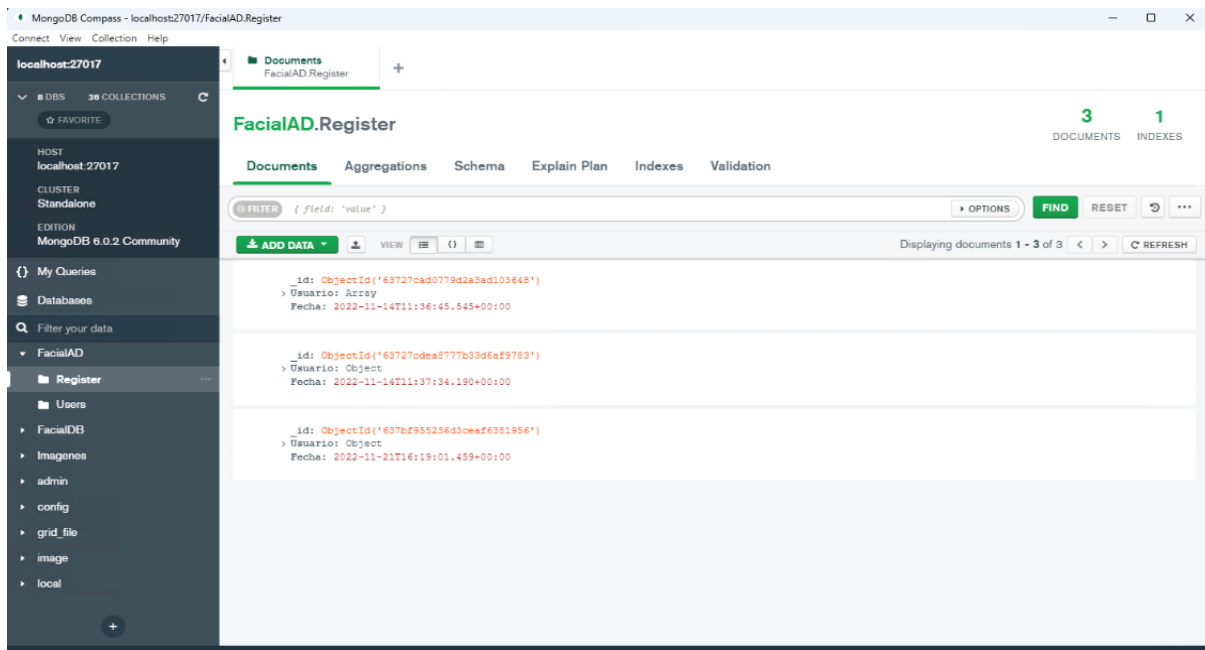 MongoDB Compass - localhost:27017/FacialAD.Register
Connect View Collection Help
localhost:27017
Documents
FacialAD.Register
8 DBS 36 COLLECTIONS
FAVORITE
HOST
localhost:27017
CLUSTER
Standalone
EDITION
MongoDB 6.0.2 Community
My Queries
Databases
Filter your data
FacialAD
Register
Users
FacialDB
Imagenes
admin
config
grid_file
image
local
FacialAD.Register
3
DOCUMENTS
1
INDEXES
Documents Aggregations Schema Explain Plan Indexes Validation
FILTER { field: 'value' } OPTIONS FIND RESET
ADD DATA VIEW {} Displaying documents 1 - 3 of 3 < > REFRESH
_id: ObjectId('63727cad0779d2a3ad103648')
> Usuario: Array
Fecha: 2022-11-14T11:36:45.545+00:00
_id: ObjectId('63727cdea8777b33d6af9783')
> Usuario: Object
Fecha: 2022-11-14T11:37:34.190+00:00
_id: ObjectId('637bf955236d3ceaf6381956')
> Usuario: Object
Fecha: 2022-11-21T16:19:01.459+00:00